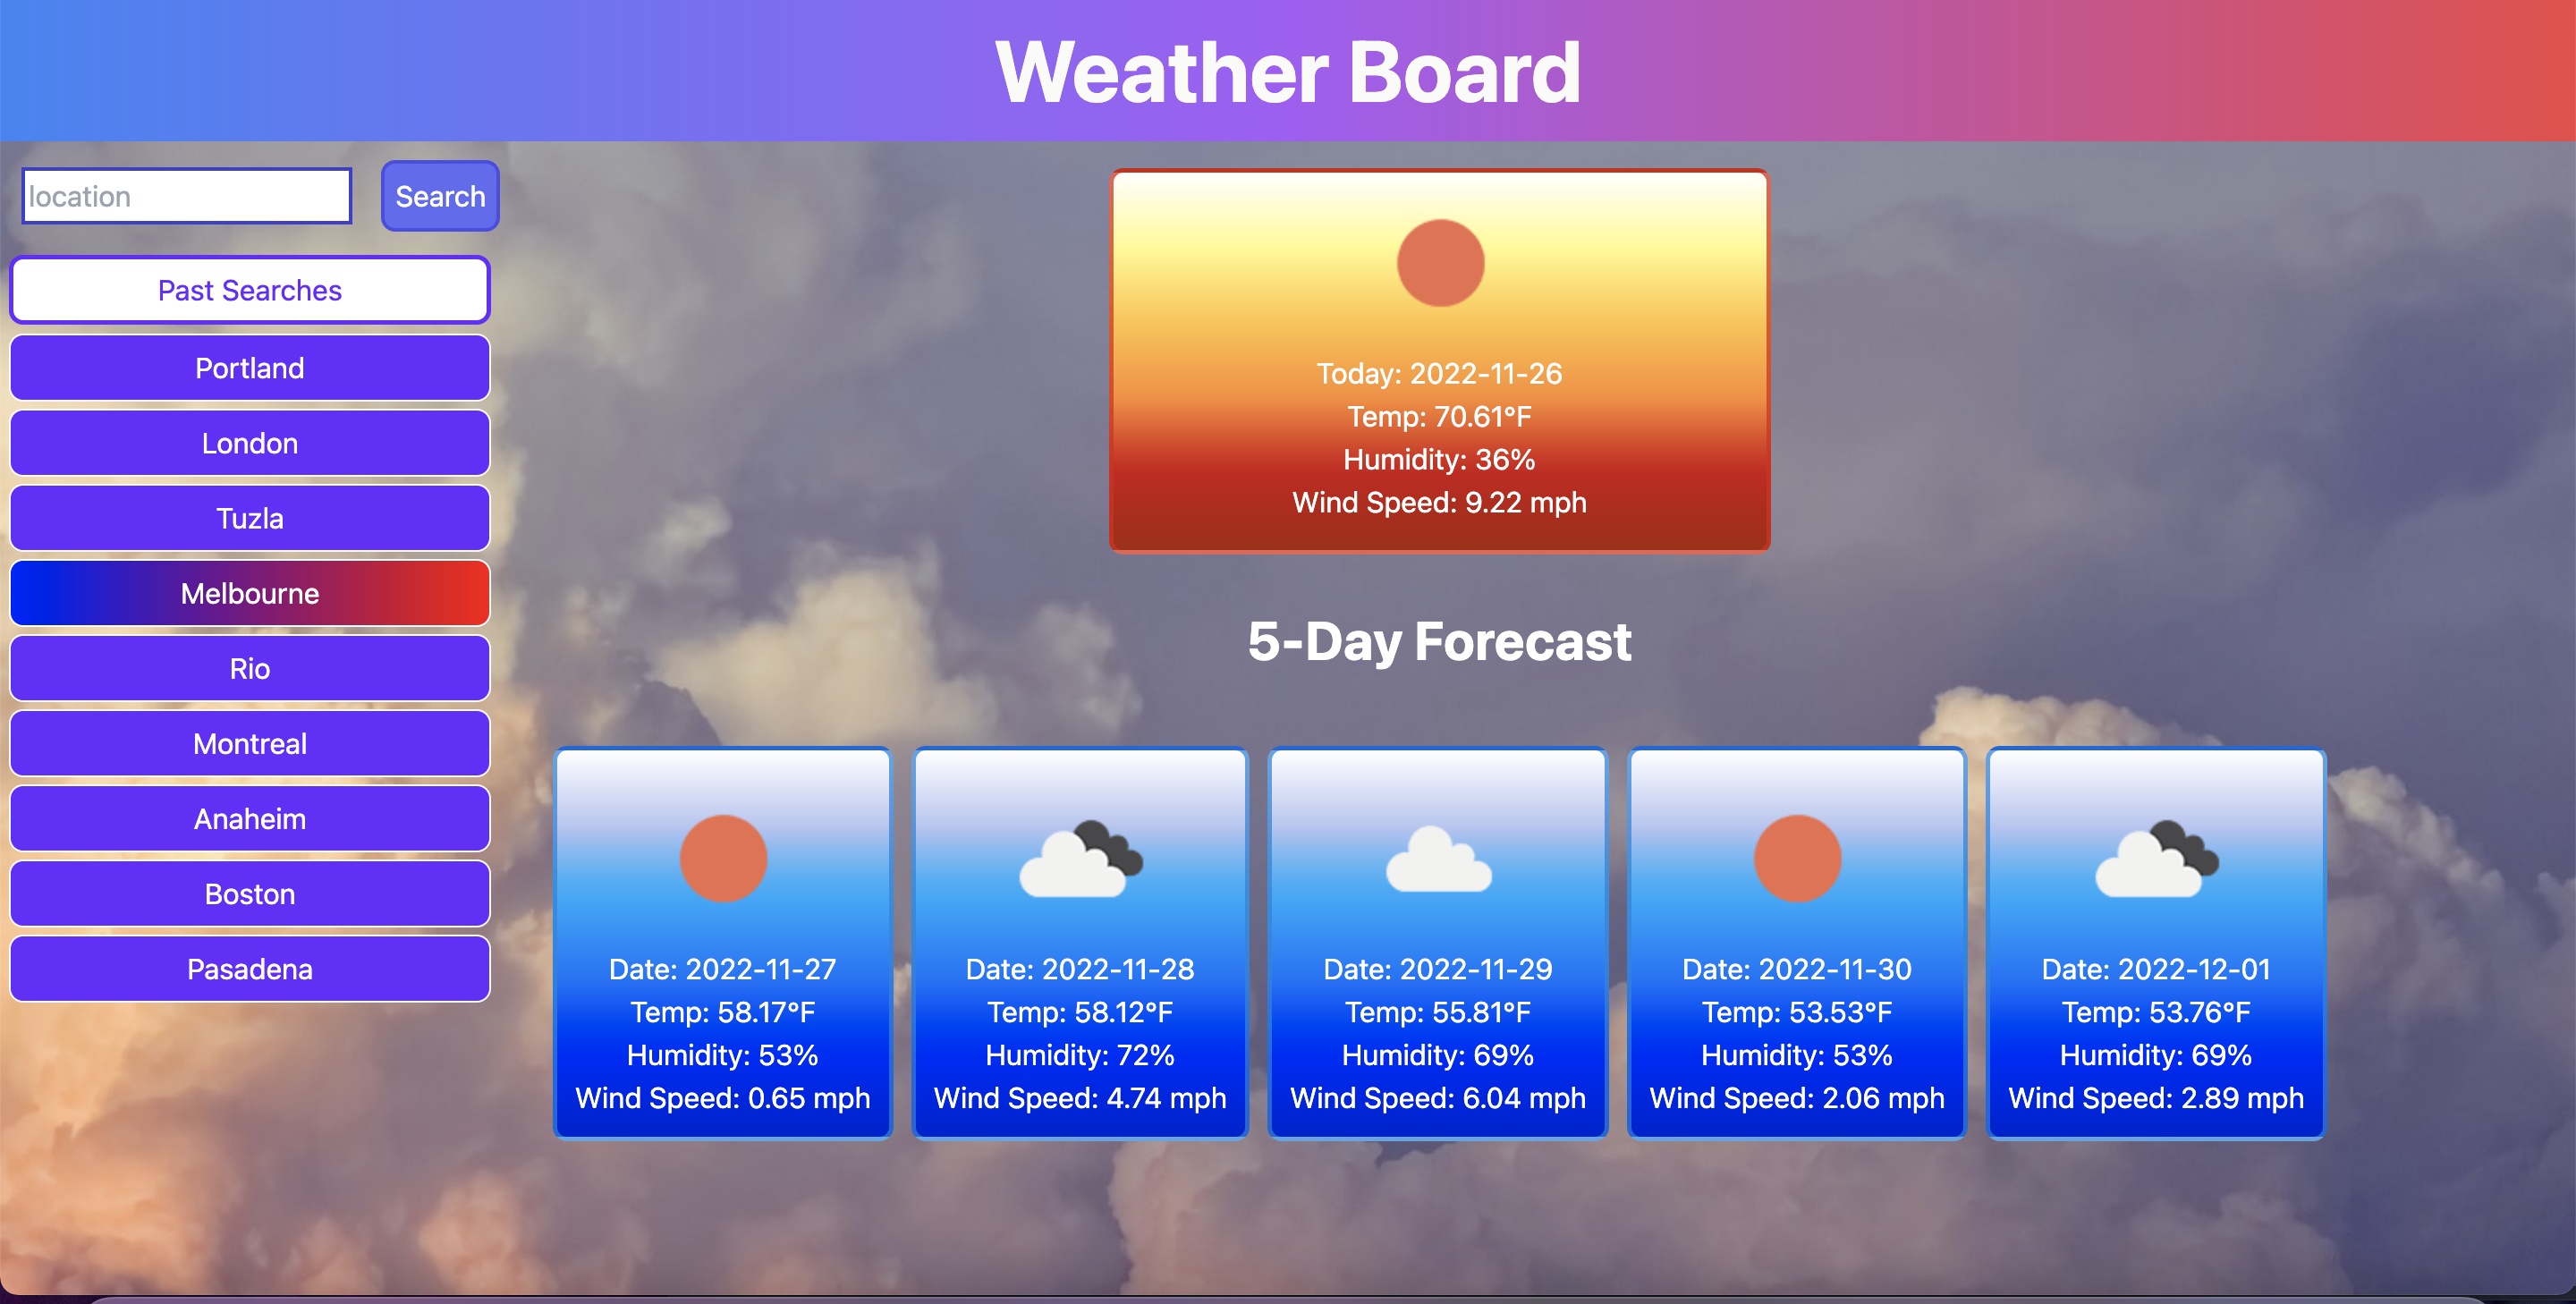 Weather Board
location
Search
Past Searches
Portland
London
Tuzla
Melbourne
Rio
Montreal
Anaheim
Boston
Pasadena
Today: 2022-11-26
Temp: 70.61°F
Humidity: 36%
Wind Speed: 9.22 mph
5-Day Forecast
Date: 2022-11-27
Temp: 58.17°F
Humidity: 53%
Wind Speed: 0.65 mph
Date: 2022-11-28
Temp: 58.12°F
Humidity: 72%
Wind Speed: 4.74 mph
Date: 2022-11-29
Temp: 55.81°F
Humidity: 69%
Wind Speed: 6.04 mph
Date: 2022-11-30
Temp: 53.53°F
Humidity: 53%
Wind Speed: 2.06 mph
Date: 2022-12-01
Temp: 53.76°F
Humidity: 69%
Wind Speed: 2.89 mph